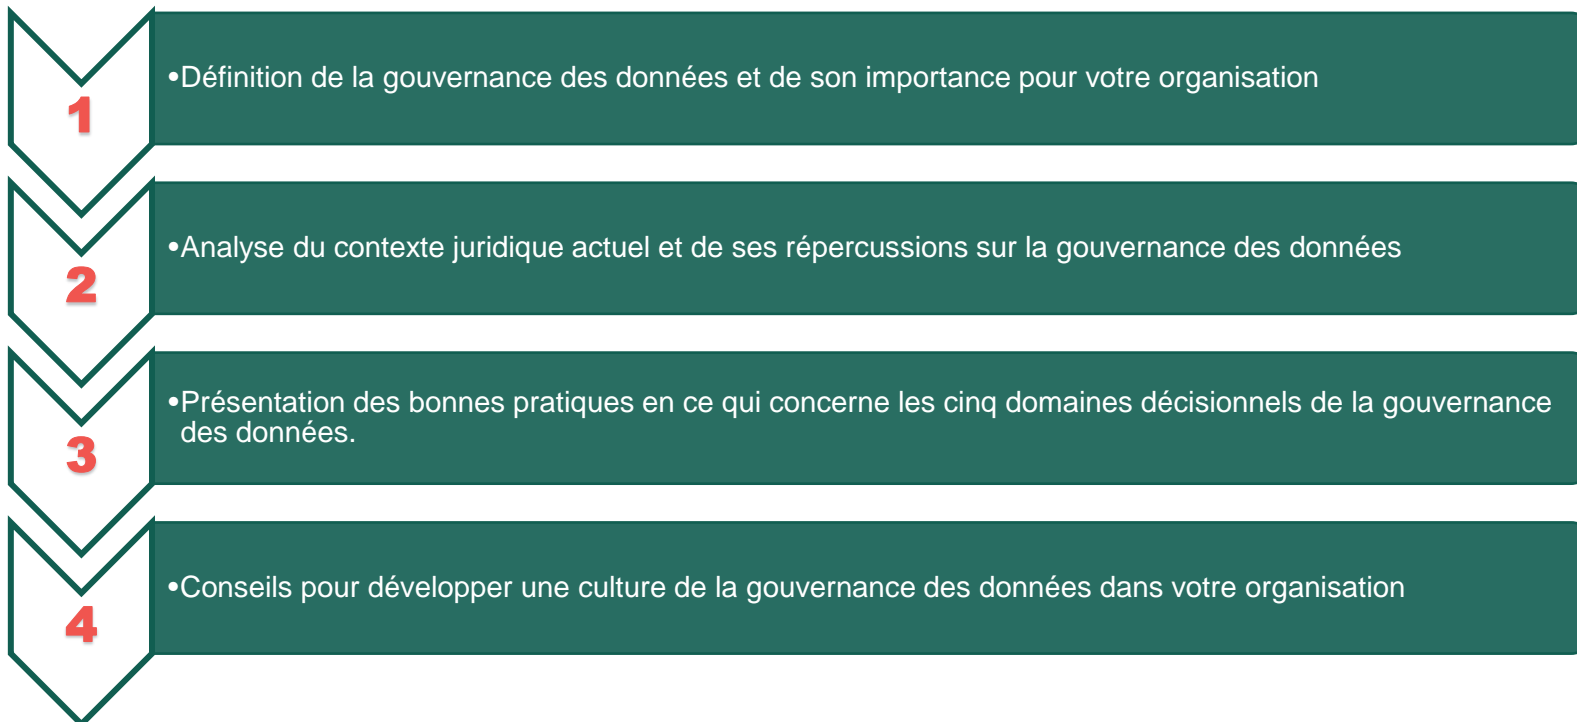 1
•Définition de la gouvernance des données et de son importance pour votre organisation
2
•Analyse du contexte juridique actuel et de ses répercussions sur la gouvernance des données
3
•Présentation des bonnes pratiques en ce qui concerne les cinq domaines décisionnels de la gouvernance
des données.
4
•Conseils pour développer une culture de la gouvernance des données dans votre organisation